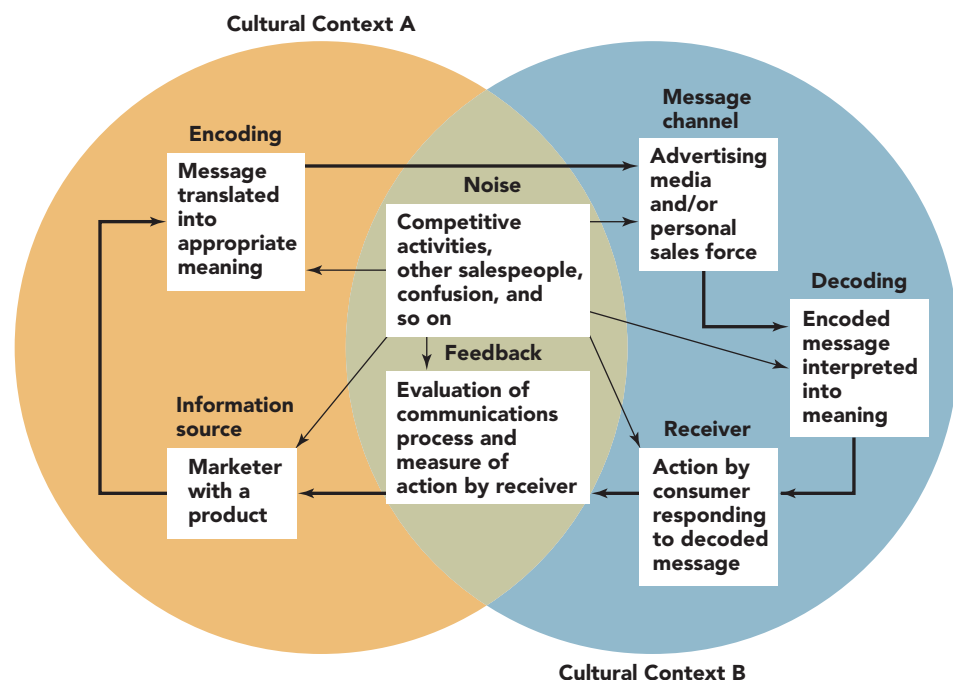 Cultural Context A
Encoding
Message
translated
into
appropriate
meaning
Noise
Competitive
activities,
other salespeople,
confusion, and
so on
Message
channel
Advertising
media
and/or
personal
sales force
Decoding
Encoded
message
interpreted
into
meaning
Feedback
Evaluation of
communications
process and
measure of
action by receiver
Information
source
Marketer
with a
product
Receiver
Action by
consumer
responding
to decoded
message
Cultural Context B